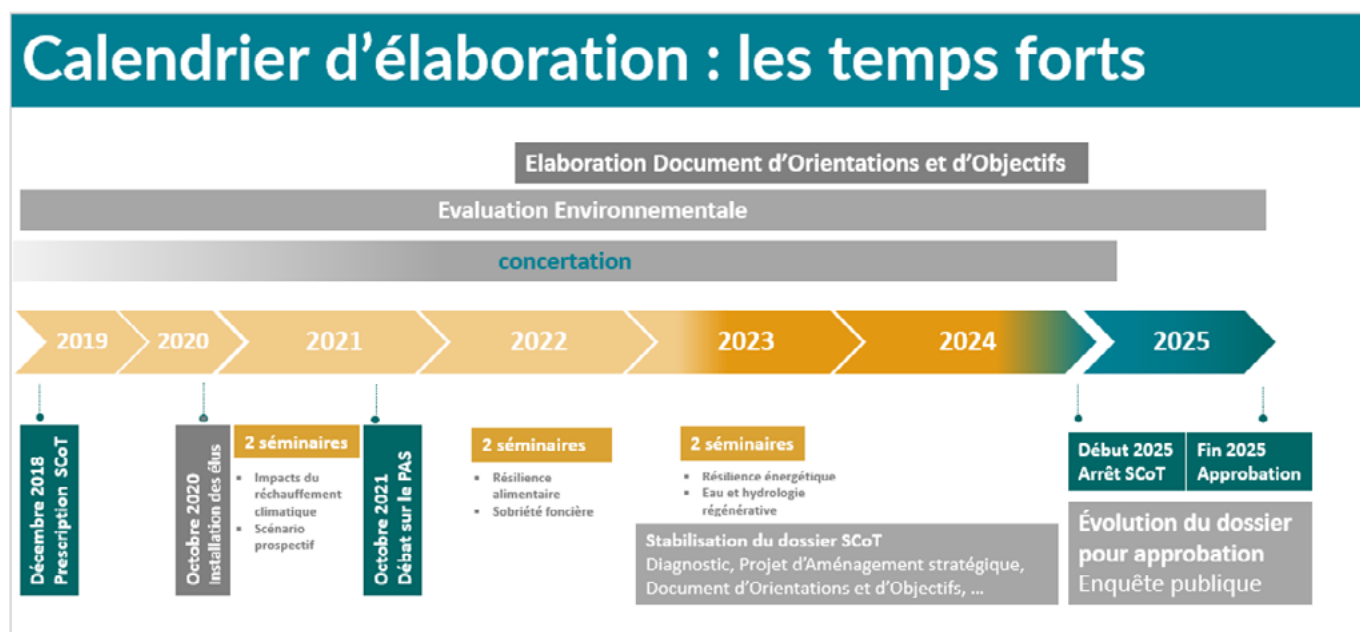 Calendrier d'élaboration : les temps forts
Elaboration Document d'Orientations et d'Objectifs
Evaluation Environnementale
concertation
2019
2020
2021
2022
2023
2024
2025
Décembre 2018
Prescription SCoT
Octobre 2020
Installation des élus
2 séminaires
▪ Impacts du
réchauffement
climatique
▪ Scénario
prospectif
Octobre 2021
Débat sur le PAS
2 séminaires
▪ Résilience
alimentaire
▪ Sobriété foncière
2 séminaires
▪ Résilience énergétique
▪ Eau et hydrologie
régénérative
Stabilisation du dossier SCoT
Diagnostic, Projet d'Aménagement stratégique,
Document d'Orientations et d'Objectifs, ...
Début 2025
Arrêt SCoT
Fin 2025
Approbation
Évolution du dossier
pour approbation
Enquête publique